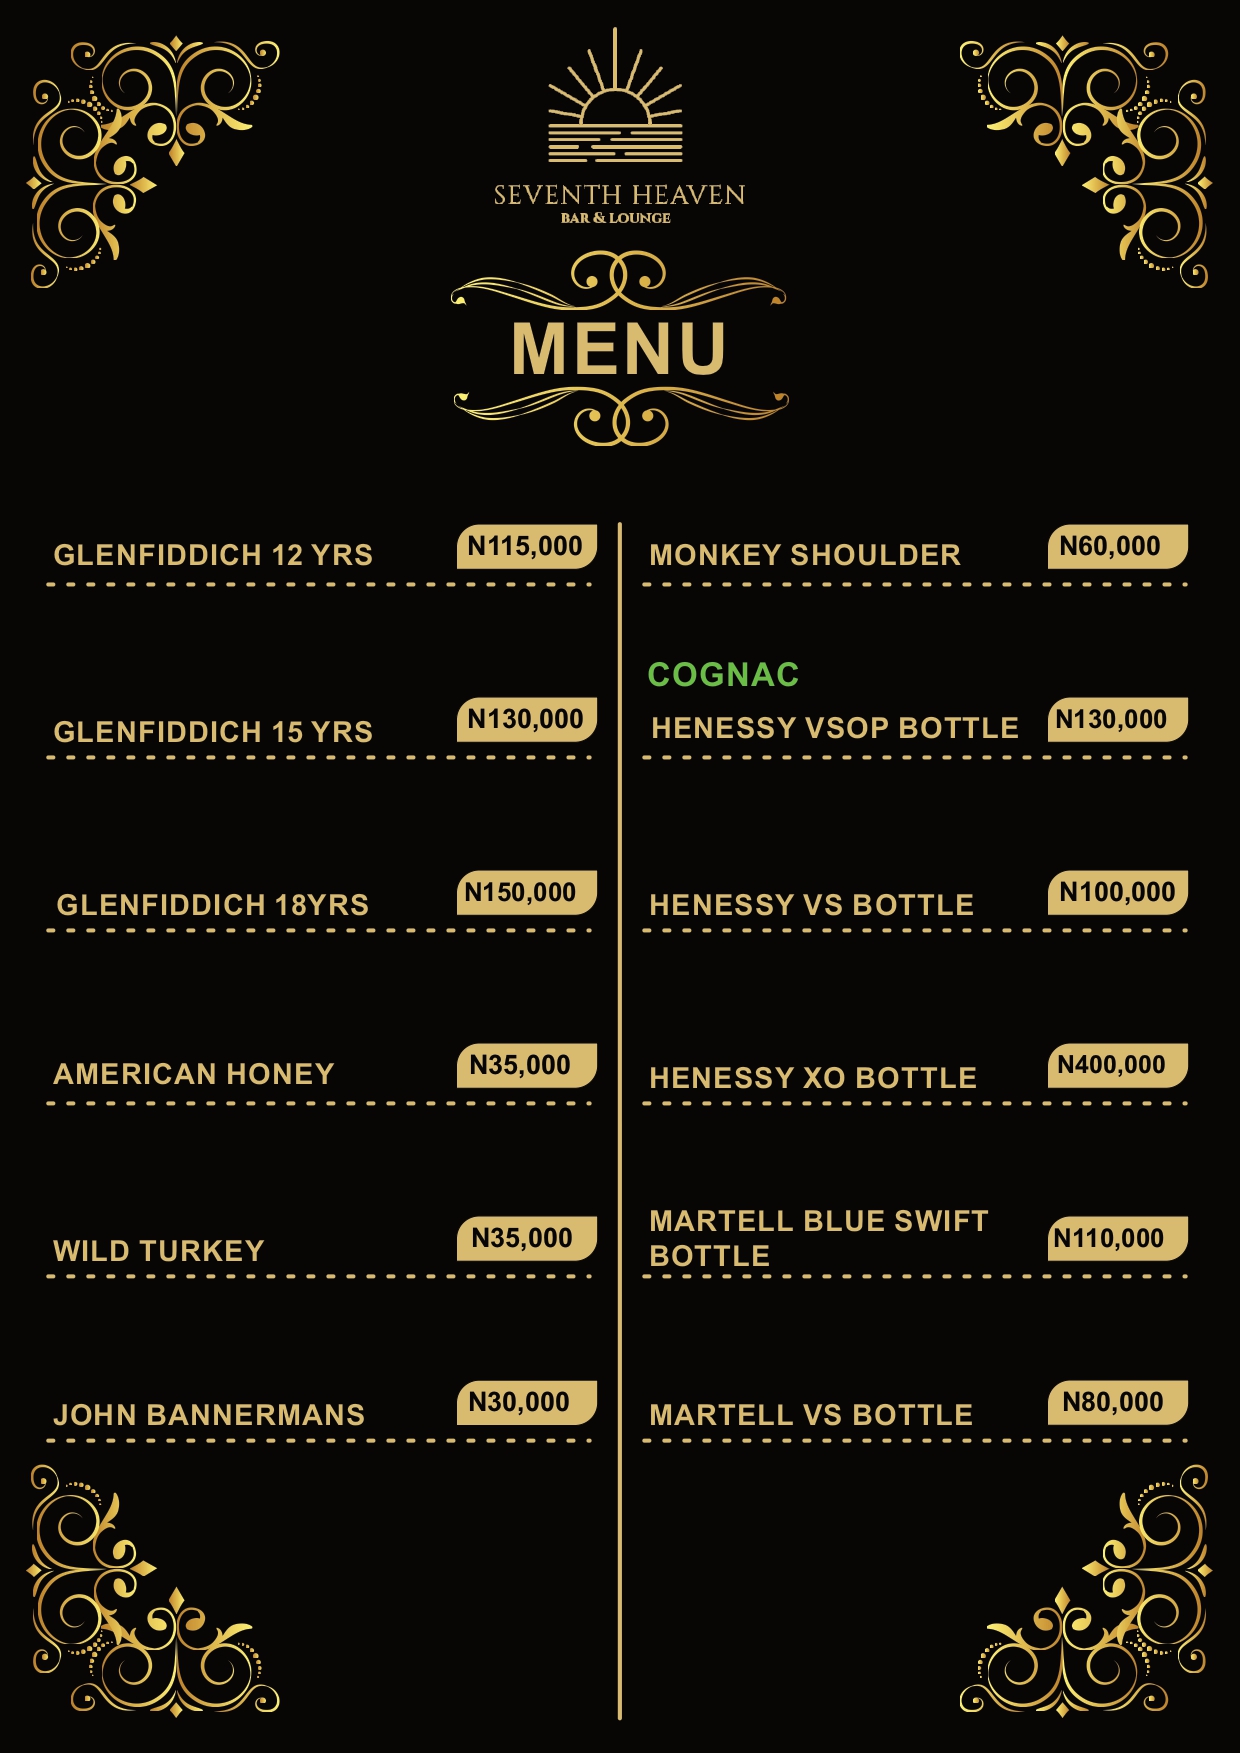 SEVENTH HEAVEN
BAR & LOUNGE
MENU
GLENFIDDICH 12 YRS N115,000
GLENFIDDICH 15 YRS N130,000
GLENFIDDICH 18YRS N150,000
AMERICAN HONEY N35,000
WILD TURKEY N35,000
JOHN BANNERMANS N30,000
MONKEY SHOULDER N60,000
COGNAC
HENESSY VSOP BOTTLE N130,000
HENESSY VS BOTTLE N100,000
HENESSY XO BOTTLE N400,000
MARTELL BLUE SWIFT
BOTTLE N110,000
MARTELL VS BOTTLE N80,000